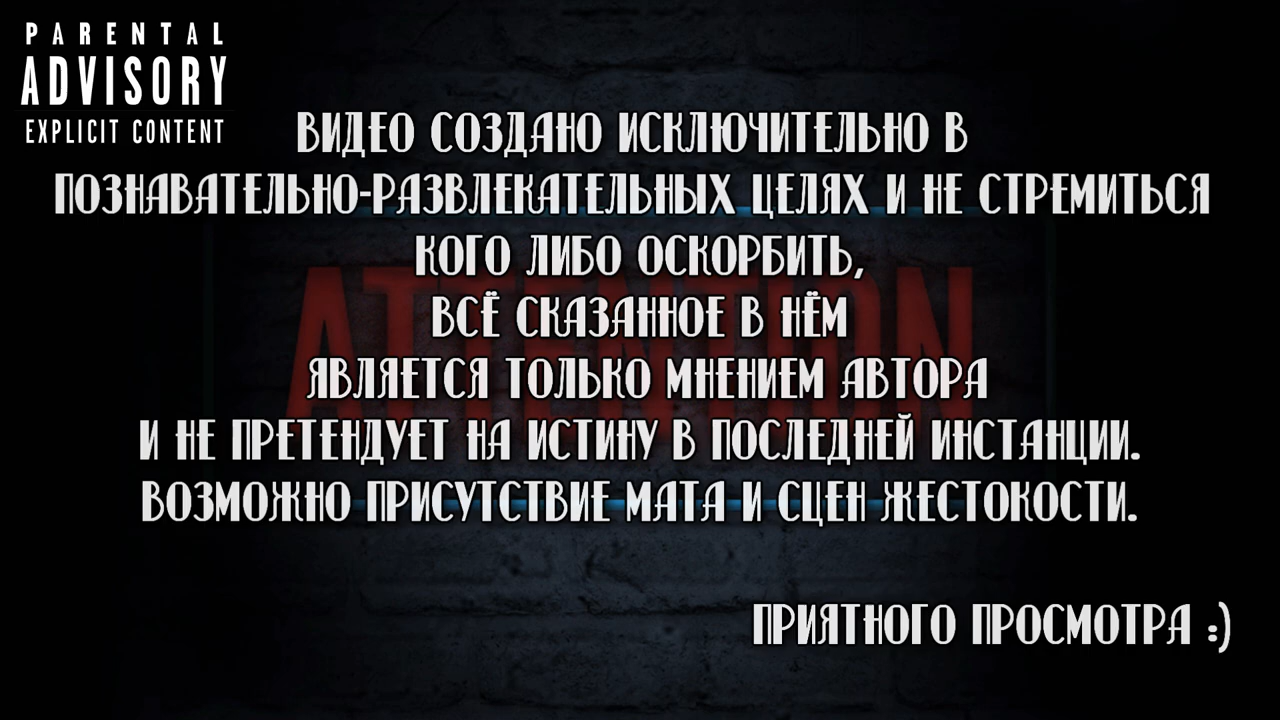 PARENTAL
ADVISORY
EXPLICIT CONTENT
ВИДЕО СОЗДАНО ИСКЛЮЧИТЕЛЬНО В
ПОЗНАВАТЕЛЬНО-РАЗВЛЕКАТЕЛЬНЫХ ЦЕЛЯХ И НЕ СТРЕМИТЬСЯ
КОГО ЛИБО ОСКОРБИТЬ,
ВСЁ СКАЗАННОЕ В НЁМ
ЯВЛЯЕТСЯ ТОЛЬКО МНЕНИЕМ АВТОРА
И НЕ ПРЕТЕНДУЕТ НА ИСТИНУ В ПОСЛЕДНЕЙ ИНСТАНЦИИ.
ВОЗМОЖНО ПРИСУТСТВИЕ МАТА И СЦЕН ЖЕСТОКОСТИ.
ATTENTION
ПРИЯТНОГО ПРОСМОТРА :)